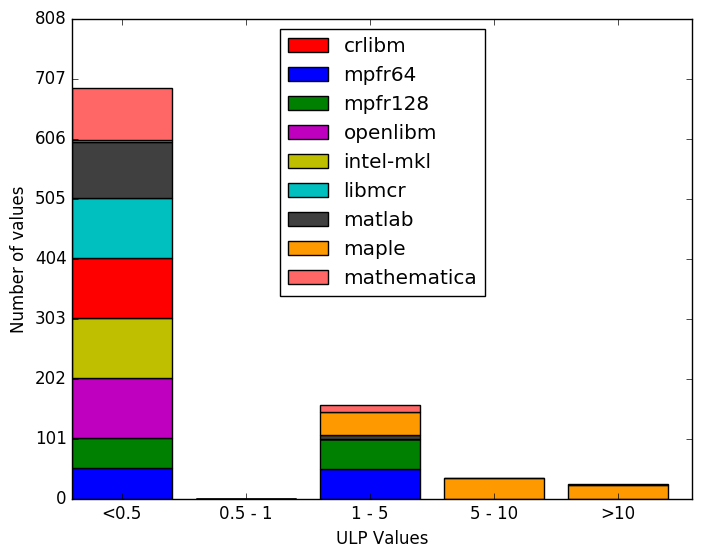 808
707
606
505
404
303
202
101
0
Number of values
crlibm
mpfr64
mpfr128
openlibm
intel-mkl
libmcr
matlab
maple
mathematica
<0.5
0.5 - 1
1 - 5
5 - 10
>10
ULP Values